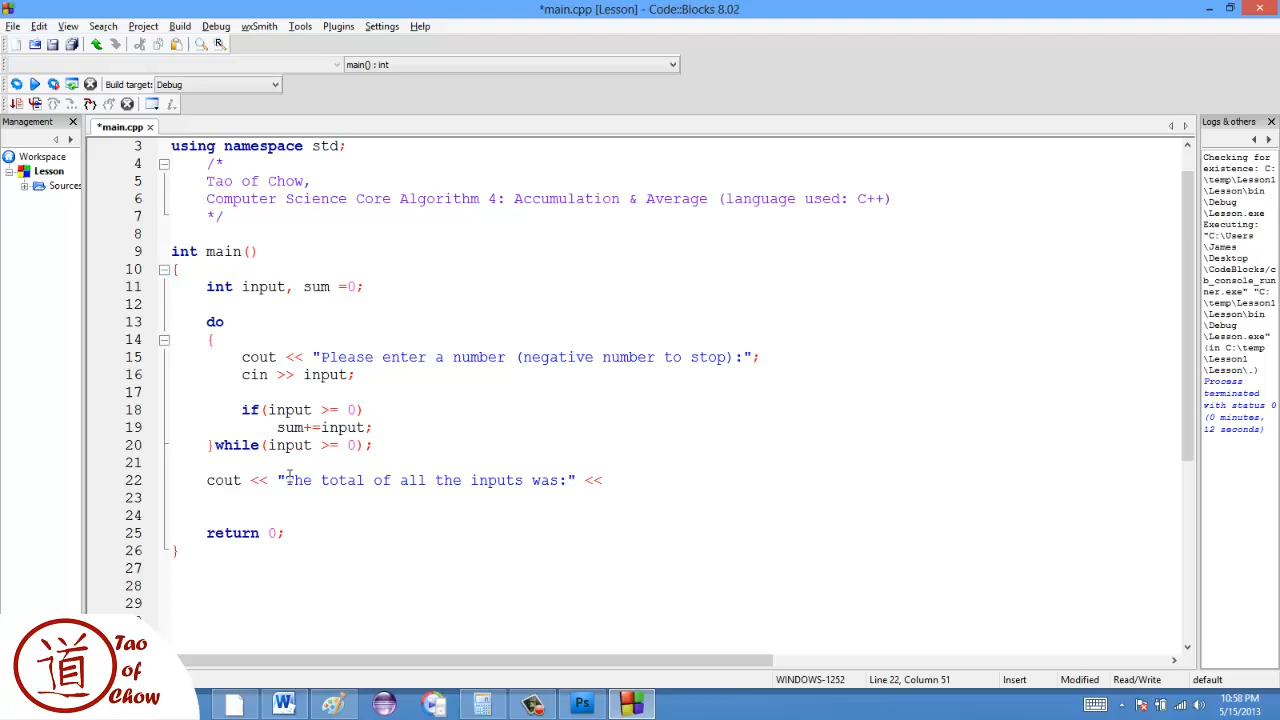 *main.cpp [Lesson] - Code::Blocks 8.02
File Edit View Search Project Build Debug wxSmith Tools Plugins Settings Help
main() : int
Build target: Debug
Management
*main.cpp
Logs & others
Workspace
Lesson
Sources
3 using namespace std;
4 /*
5 Tao of Chow,
6 Computer Science Core Algorithm 4: Accumulation & Average (language used: C++)
7 */
8
9 int main()
10 {
11 int input, sum =0;
12
13 do
14 {
15 cout << "Please enter a number (negative number to stop):";
16 cin >> input;
17
18 if(input >= 0)
19 sum+=input;
20 }while(input >= 0);
21
22 cout << "The total of all the inputs was:" <<
23
24
25 return 0;
26 }
27
28
29
Checking for
existence: C:
\temp\Lesson1
\Lesson\bin
\Debug
\Lesson.exe
Executing:
"C:\Users
\James
\Desktop
\CodeBlocks/c
b_console_run
ner.exe" "C:
\temp\Lesson1
\Lesson\bin
\Debug
\Lesson.exe"
(in C:\temp
\Lesson1
\Lesson\.)
Process
terminated
with status 0
(0 minutes,
12 seconds)
道
Tao
of
Chow
WINDOWS-1252 Line 22, Column 51 Insert Modified Read/Write default
10:58 PM
5/15/2013